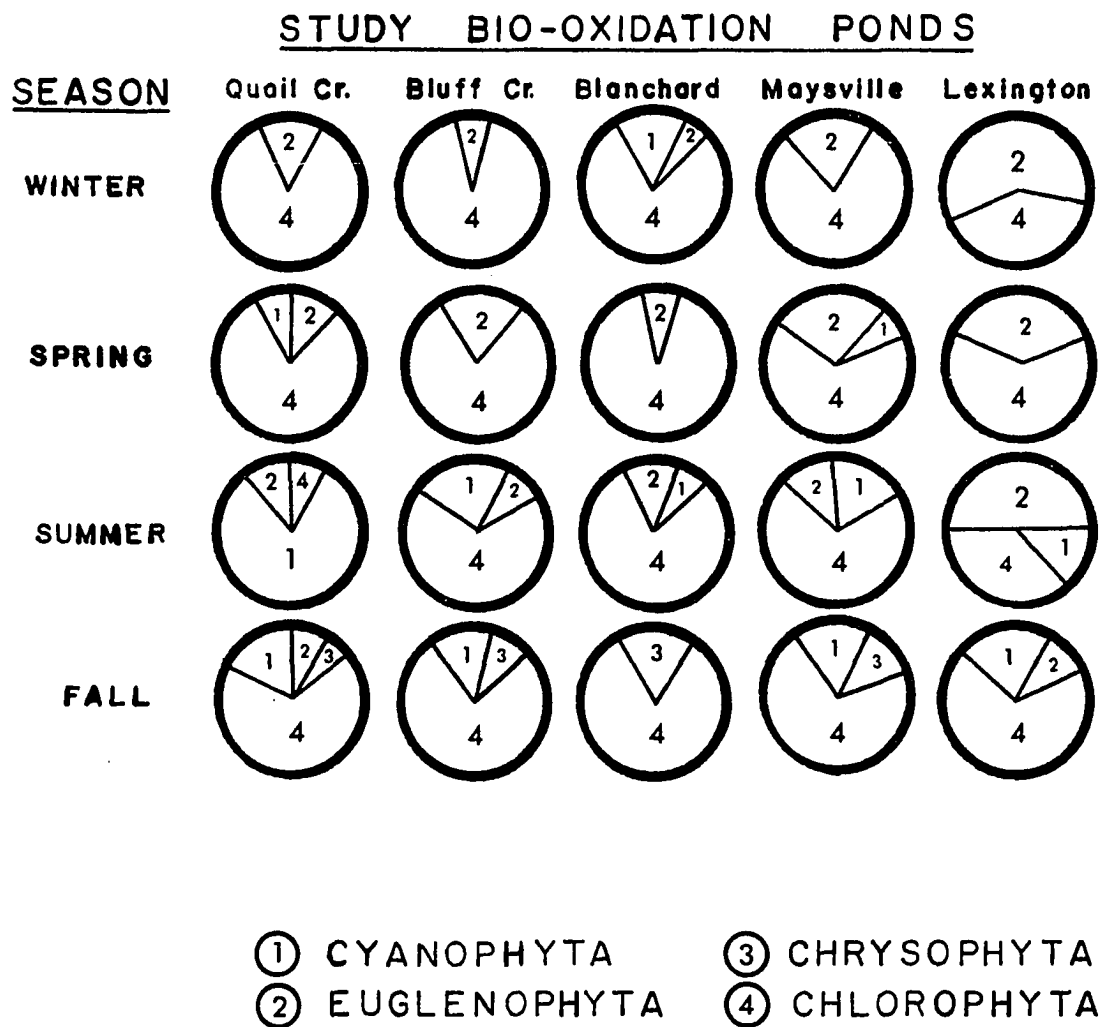 STUDY BIO-OXIDATION PONDS
SEASON Quail Cr. Bluff Cr. Blanchard Maysville Lexington
2 2 1 2 2 2
WINTER 4 4 4 4 4
1 2 2 2 2 1 2
SPRING 4 4 4 4 4
2 4 1 2 2 1 2 1 2
SUMMER 1 4 4 4 4 1
1 2 3 1 3 3 1 3 1 2
FALL 4 4 4 4 4
1 CYANOPHYTA 3 CHRYSOPHYTA
2 EUGLENOPHYTA 4 CHLOROPHYTA